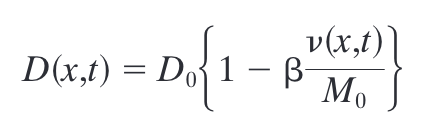 D(x,t) = D₀{1 − β ν(x,t)/M₀}